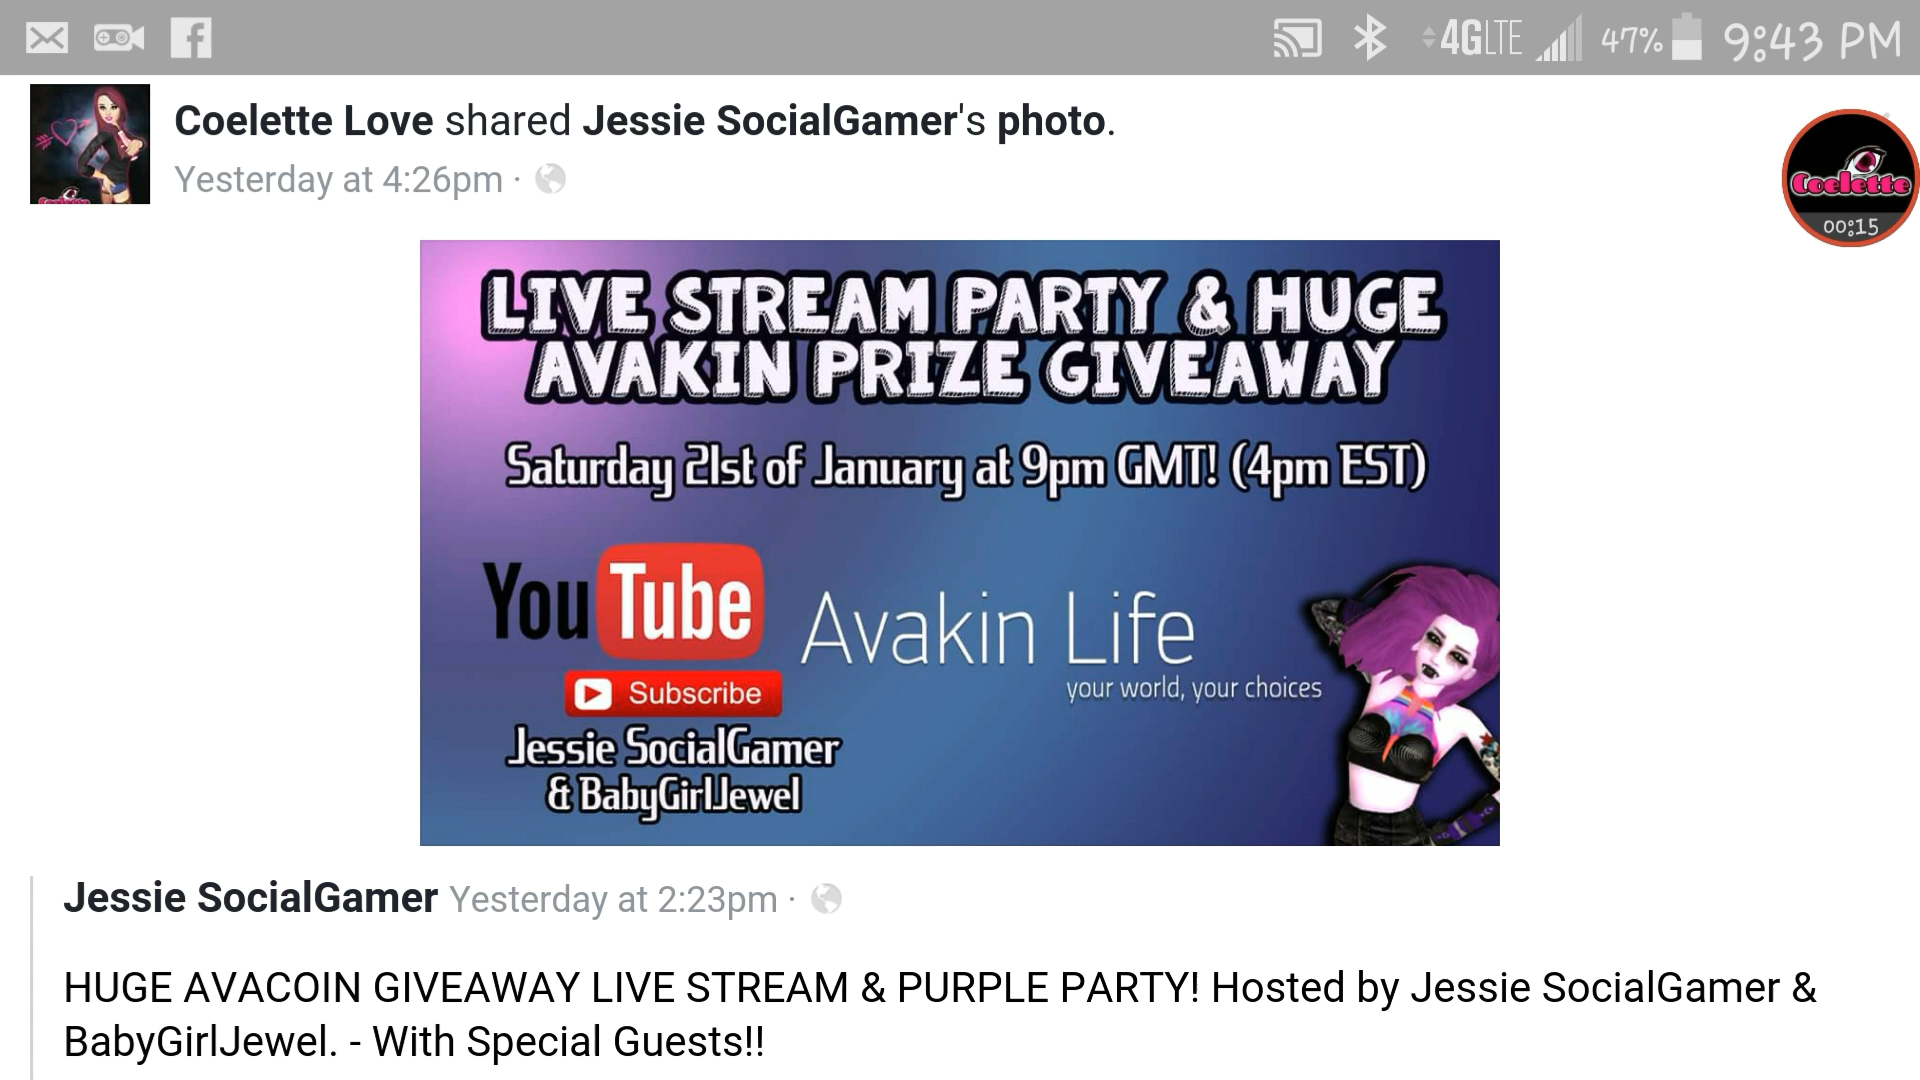 4GLTE 47% 9:43 PM
Coelette Love shared Jessie SocialGamer's photo.
Yesterday at 4:26pm ·
Coelette
00:15
LIVE STREAM PARTY & HUGE
AVAKIN PRIZE GIVEAWAY
Saturday 21st of January at 9pm GMT! (4pm EST)
YouTube
Avakin Life
your world, your choices
Subscribe
Jessie SocialGamer
& BabyGirlJewel
Jessie SocialGamer Yesterday at 2:23pm ·
HUGE AVACOIN GIVEAWAY LIVE STREAM & PURPLE PARTY! Hosted by Jessie SocialGamer &
BabyGirlJewel. - With Special Guests!!